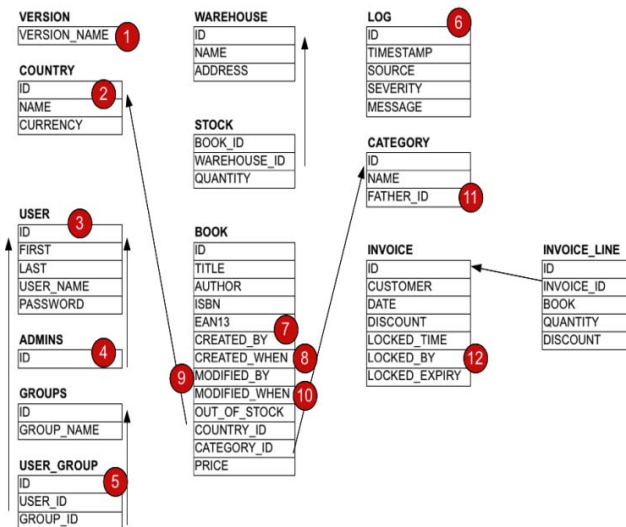 VERSION
VERSION_NAME
1
COUNTRY
ID
2
NAME
CURRENCY
USER
3
ID
FIRST
LAST
USER_NAME
PASSWORD
ADMINS
ID
4
GROUPS
ID
GROUP_NAME
USER_GROUP
ID
5
USER_ID
GROUP_ID
WAREHOUSE
ID
NAME
ADDRESS
STOCK
BOOK_ID
WAREHOUSE_ID
QUANTITY
BOOK
ID
TITLE
AUTHOR
ISBN
EAN13
7
CREATED_BY
CREATED_WHEN
8
9
MODIFIED_BY
MODIFIED_WHEN
10
OUT_OF_STOCK
COUNTRY_ID
CATEGORY_ID
PRICE
LOG
6
ID
TIMESTAMP
SOURCE
SEVERITY
MESSAGE
CATEGORY
ID
NAME
FATHER_ID
11
INVOICE
ID
CUSTOMER
DATE
DISCOUNT
LOCKED_TIME
LOCKED_BY
12
LOCKED_EXPIRY
INVOICE_LINE
ID
INVOICE_ID
BOOK
QUANTITY
DISCOUNT